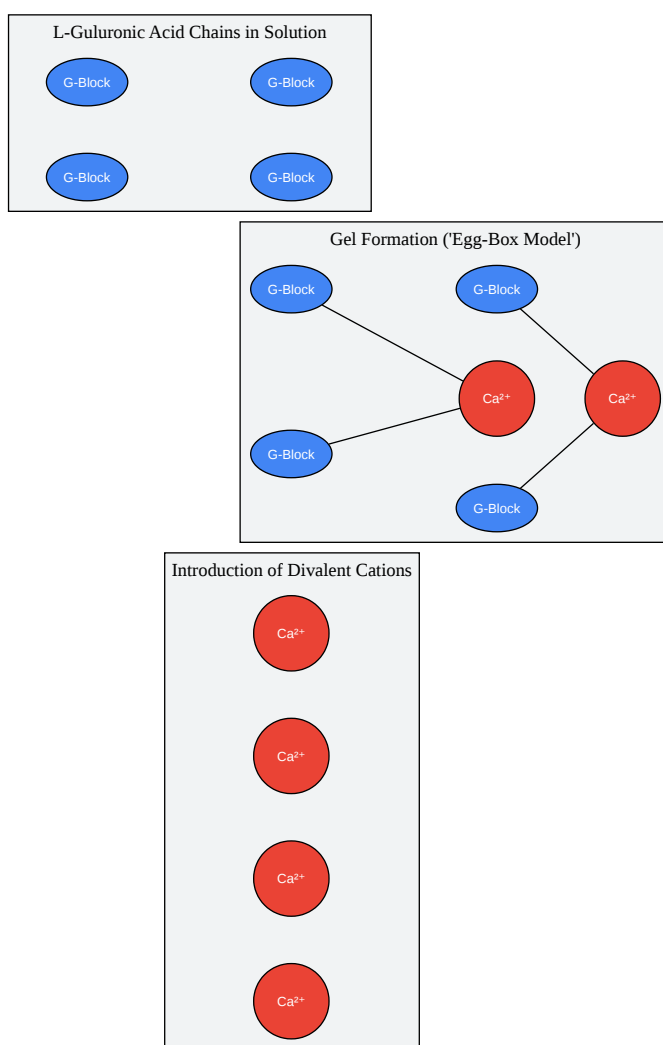 L-Guluronic Acid Chains in Solution
G-Block G-Block
G-Block G-Block
Gel Formation ('Egg-Box Model')
G-Block G-Block
Ca²⁺ Ca²⁺
G-Block
G-Block
Introduction of Divalent Cations
Ca²⁺
Ca²⁺
Ca²⁺
Ca²⁺